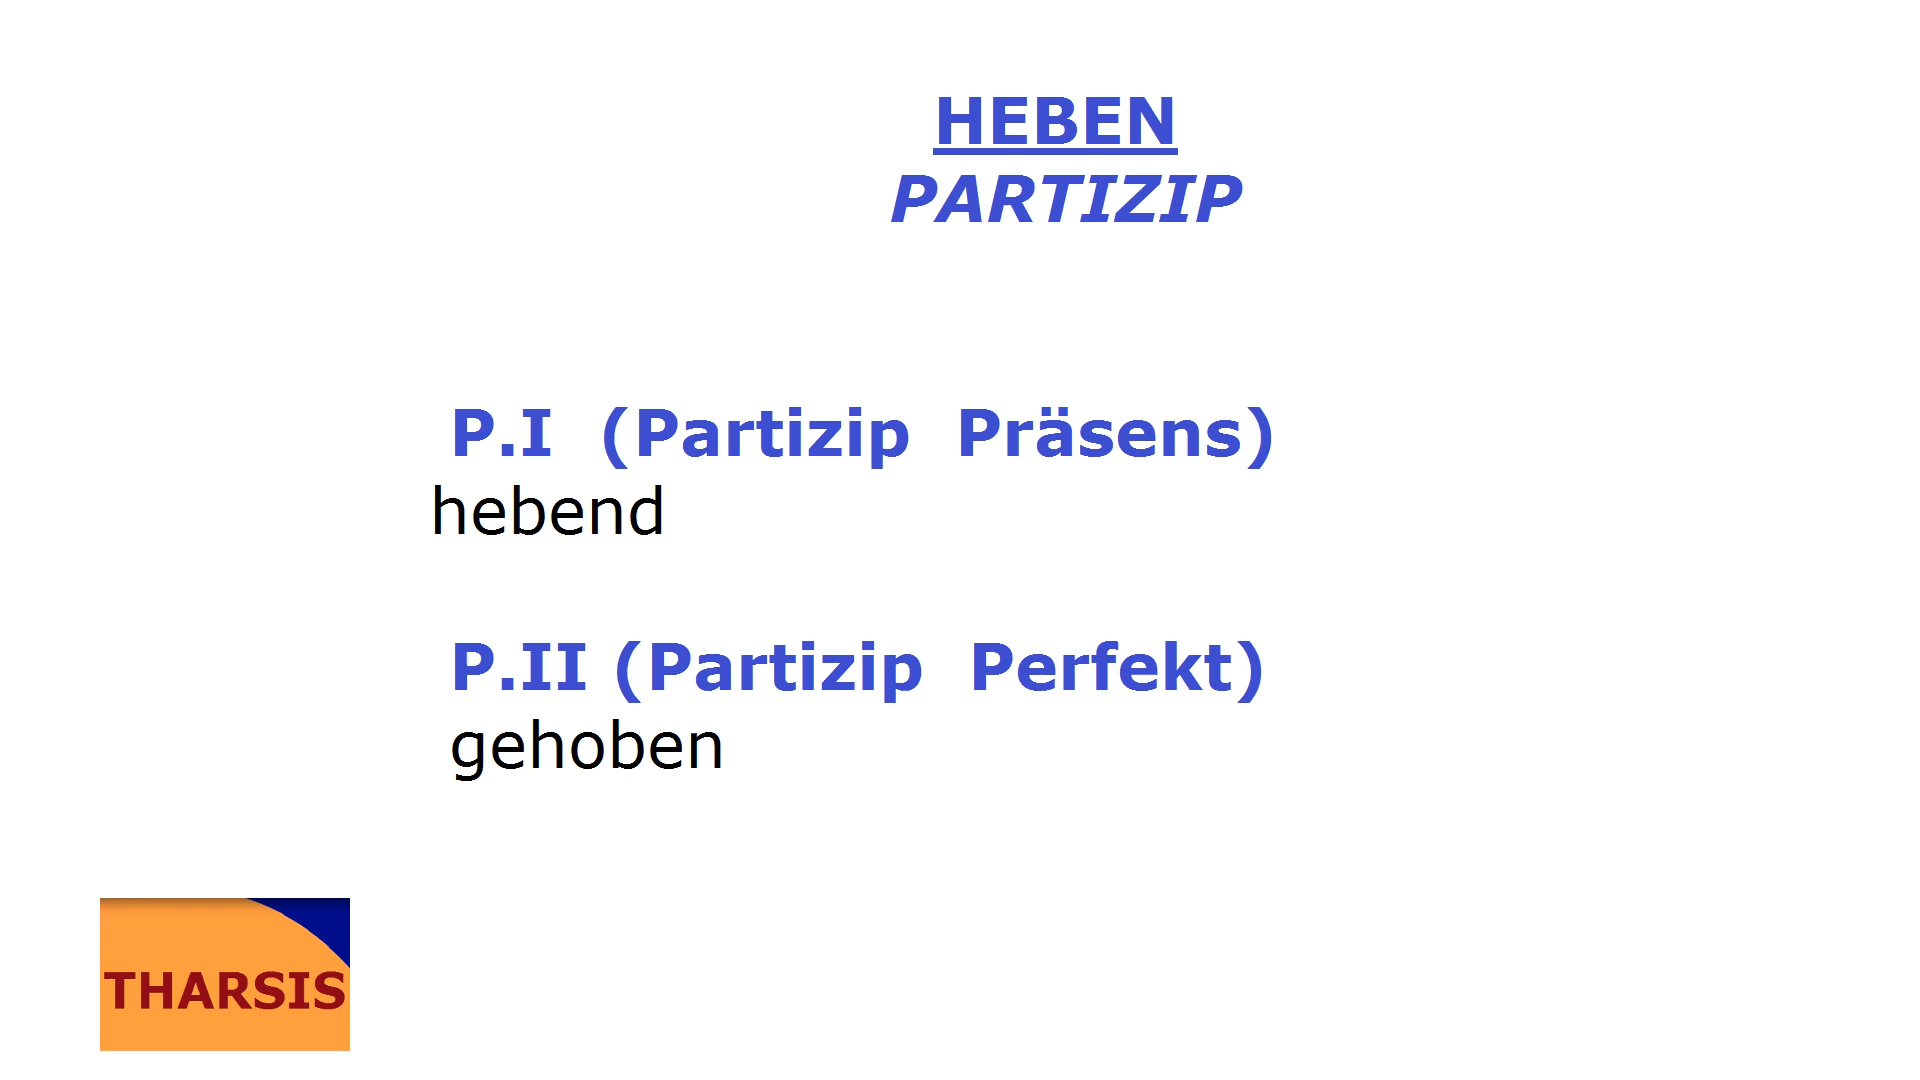 HEBEN
PARTIZIP
P.I (Partizip Präsens)
hebend
P.II (Partizip Perfekt)
gehoben
THARSIS